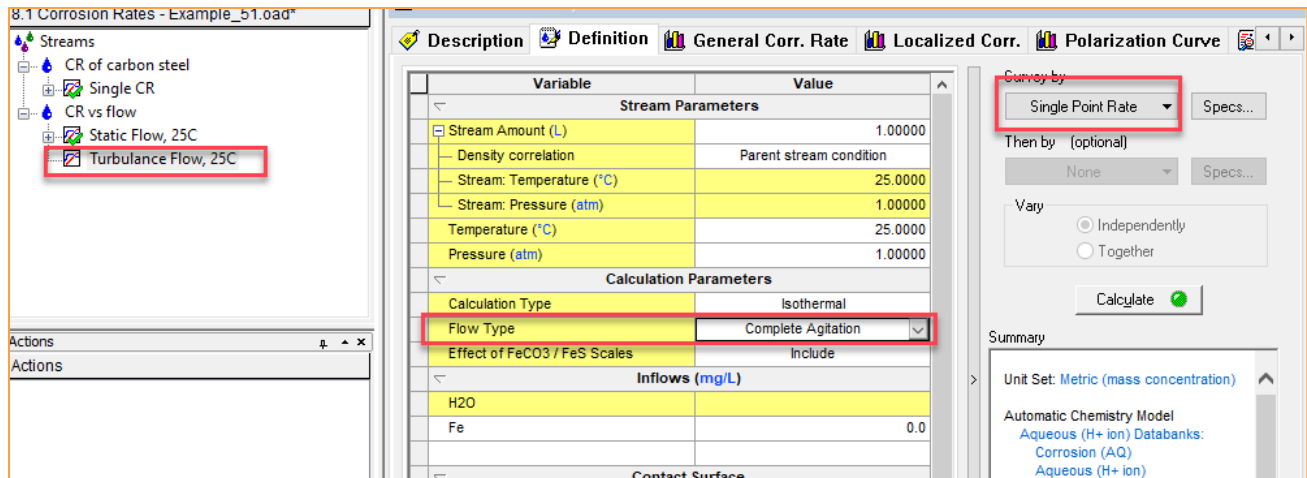 8.1 Corrosion Rates - Example_51.oad*
Streams
CR of carbon steel
Single CR
CR vs flow
Static Flow, 25C
Turbulance Flow, 25C
Actions
Actions
Description Definition General Corr. Rate Localized Corr. Polarization Curve
Variable Value
Stream Parameters
Stream Amount (L) 1.00000
Density correlation Parent stream condition
Stream: Temperature (°C) 25.0000
Stream: Pressure (atm) 1.00000
Temperature (°C) 25.0000
Pressure (atm) 1.00000
Calculation Parameters
Calculation Type Isothermal
Flow Type Complete Agitation
Effect of FeCO3 / FeS Scales Include
Inflows (mg/L)
H2O
Fe 0.0
Contact Surface
Survey by
Single Point Rate Specs...
Then by (optional)
None Specs...
Vary
Independently
Together
Calculate
Summary
Unit Set: Metric (mass concentration)
Automatic Chemistry Model
Aqueous (H+ ion) Databanks:
Corrosion (AQ)
Aqueous (H+ ion)